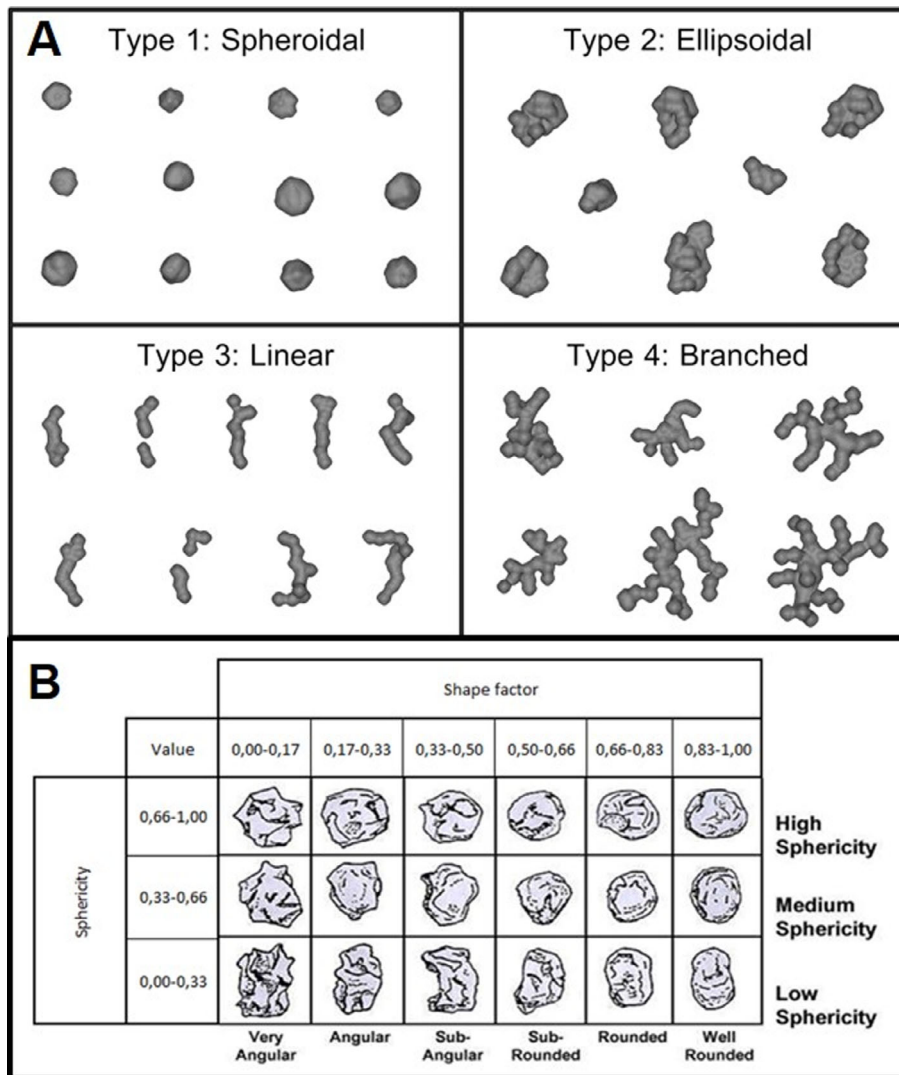 A
Type 1: Spheroidal
Type 2: Ellipsoidal
Type 3: Linear
Type 4: Branched
B
Shape factor
Value 0,00-0,17 0,17-0,33 0,33-0,50 0,50-0,66 0,66-0,83 0,83-1,00
Sphericity
0,66-1,00
High
Sphericity
0,33-0,66
Medium
Sphericity
0,00-0,33
Low
Sphericity
Very
Angular
Angular
Sub-
Angular
Sub-
Rounded
Rounded
Well
Rounded